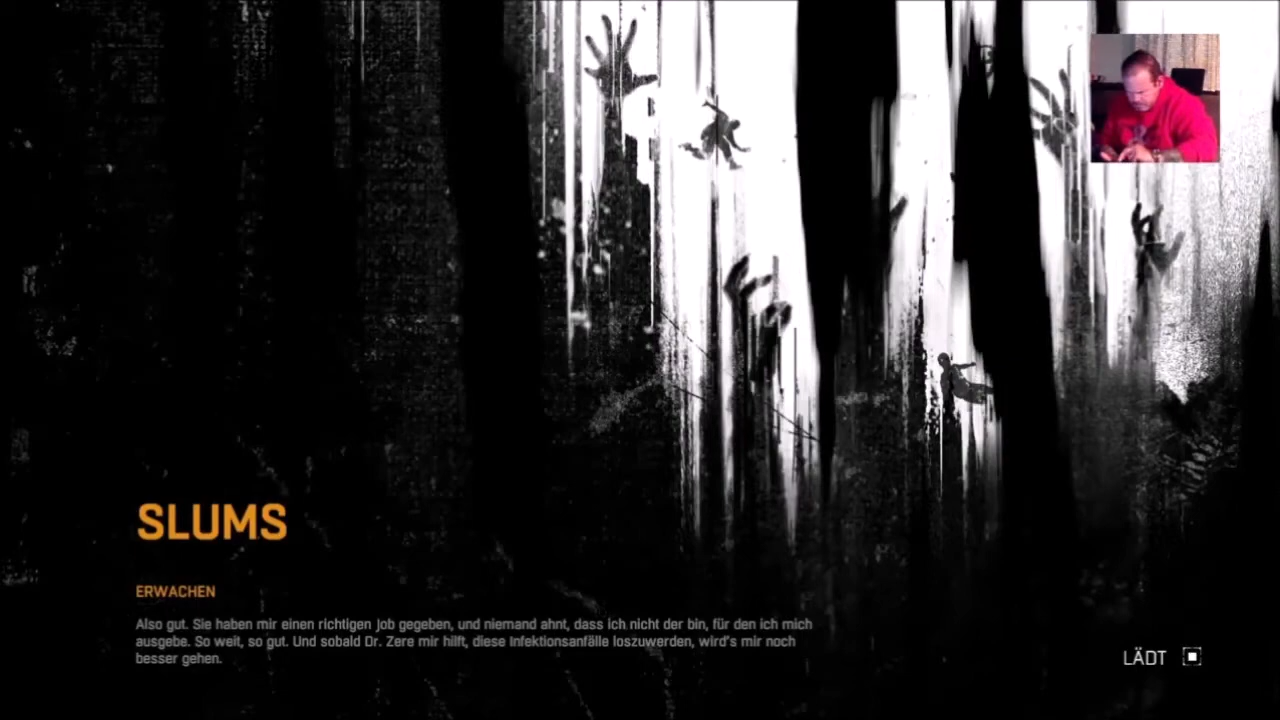 SLUMS
ERWACHEN
Also gut. Sie haben mir einen richtigen Job gegeben, und niemand ahnt, dass ich nicht der bin, für den ich mich
ausgebe. So weit, so gut. Und sobald Dr. Zere mir hilft, diese Infektionsanfälle loszuwerden, wird's mir noch
besser gehen.
LÄDT